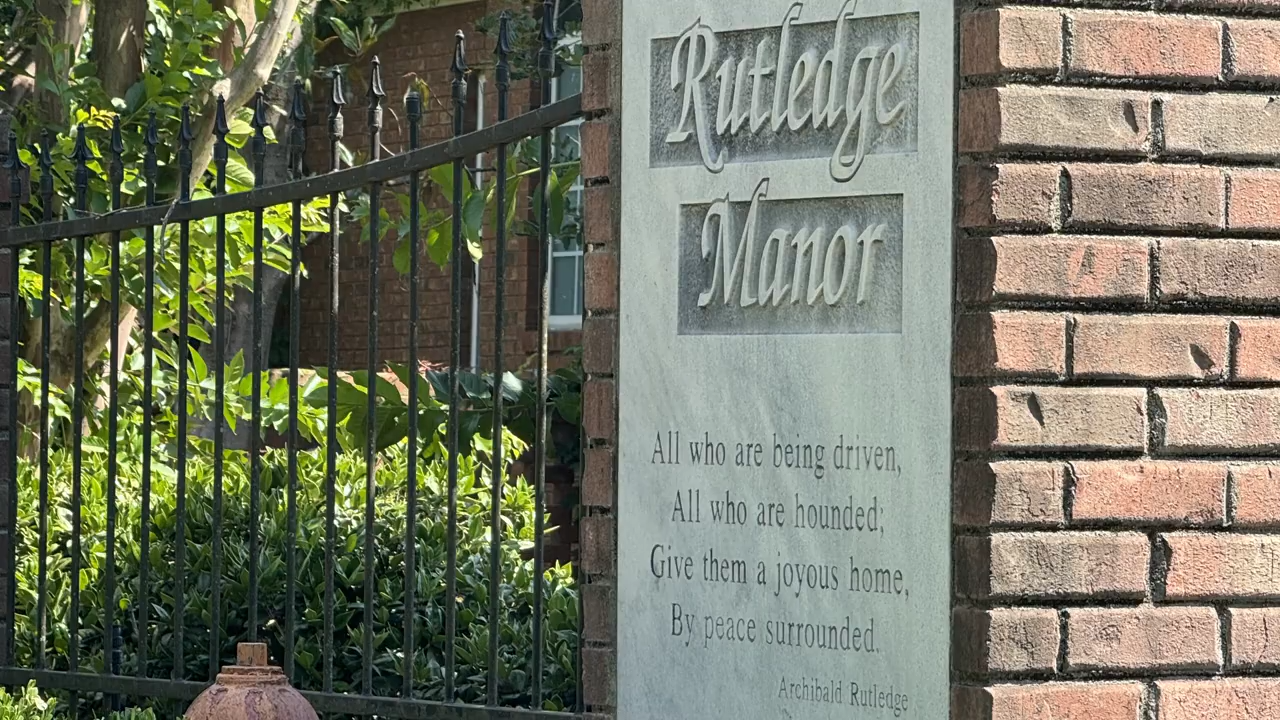 Rutledge
Manor
All who are being driven,
All who are hounded;
Give them a joyous home,
By peace surrounded.
Archibald Rutledge